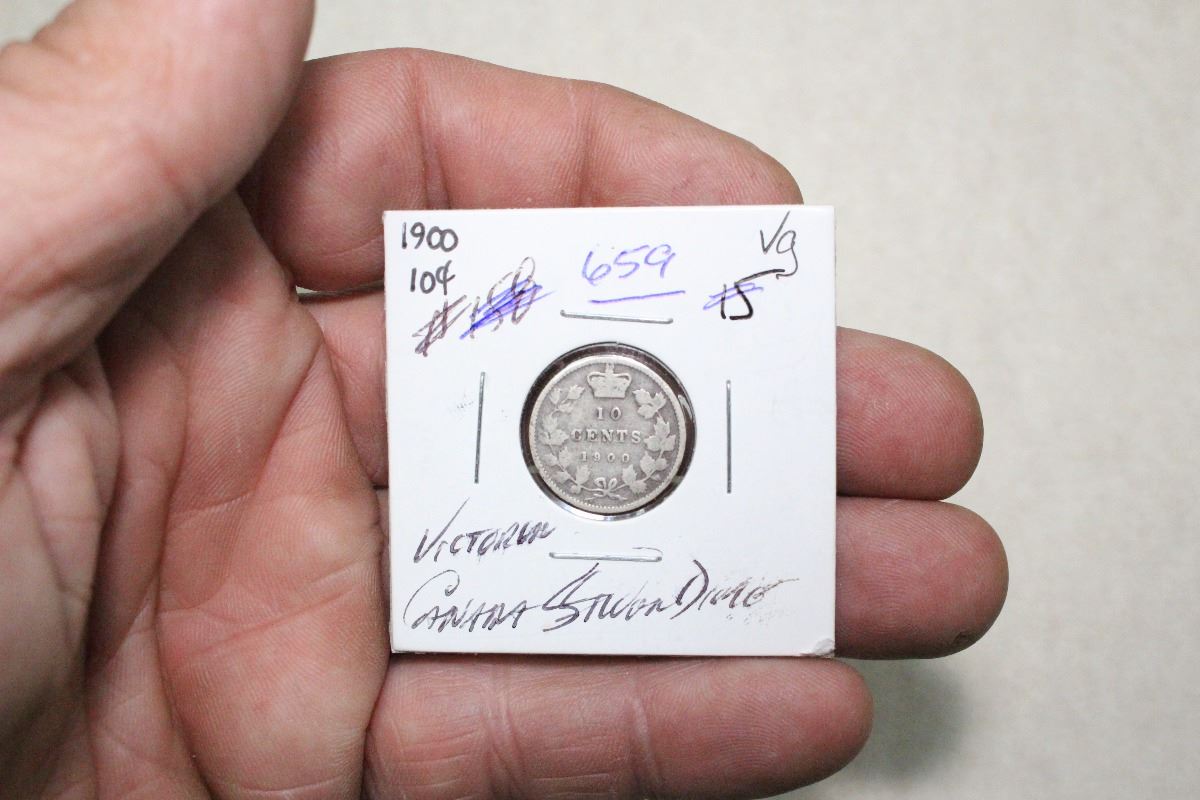 1900
10¢
659
Vg
15
10
CENTS
1900
VICTORIA
CANADA SILVER DIME